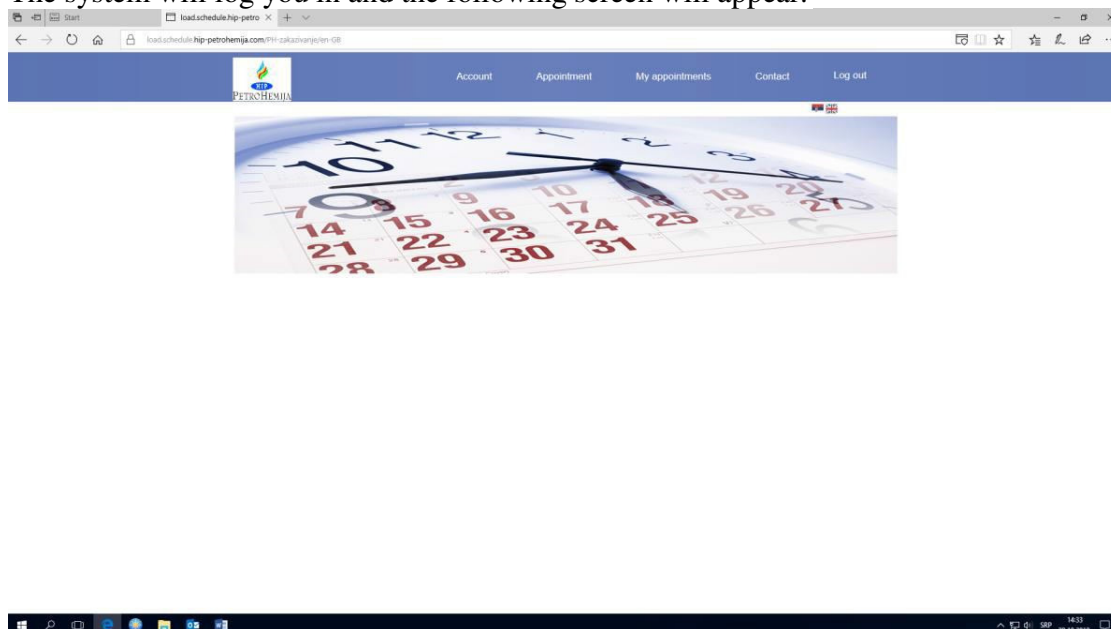 The system will log you in and the following screen will appear.
Start
load.schedule.hip-petro
load.schedule.hip-petrohemija.com/PH-zakazivanje/en-GB
HIP
PETROHEMIJA
Account Appointment My appointments Contact Log out
11 12 1 2 3 4
10
9
9 10 12
7 8 16 17 18 19 20
14 15 23 24 25 26 27
21 22 30 31
28 29
SRP
14:33